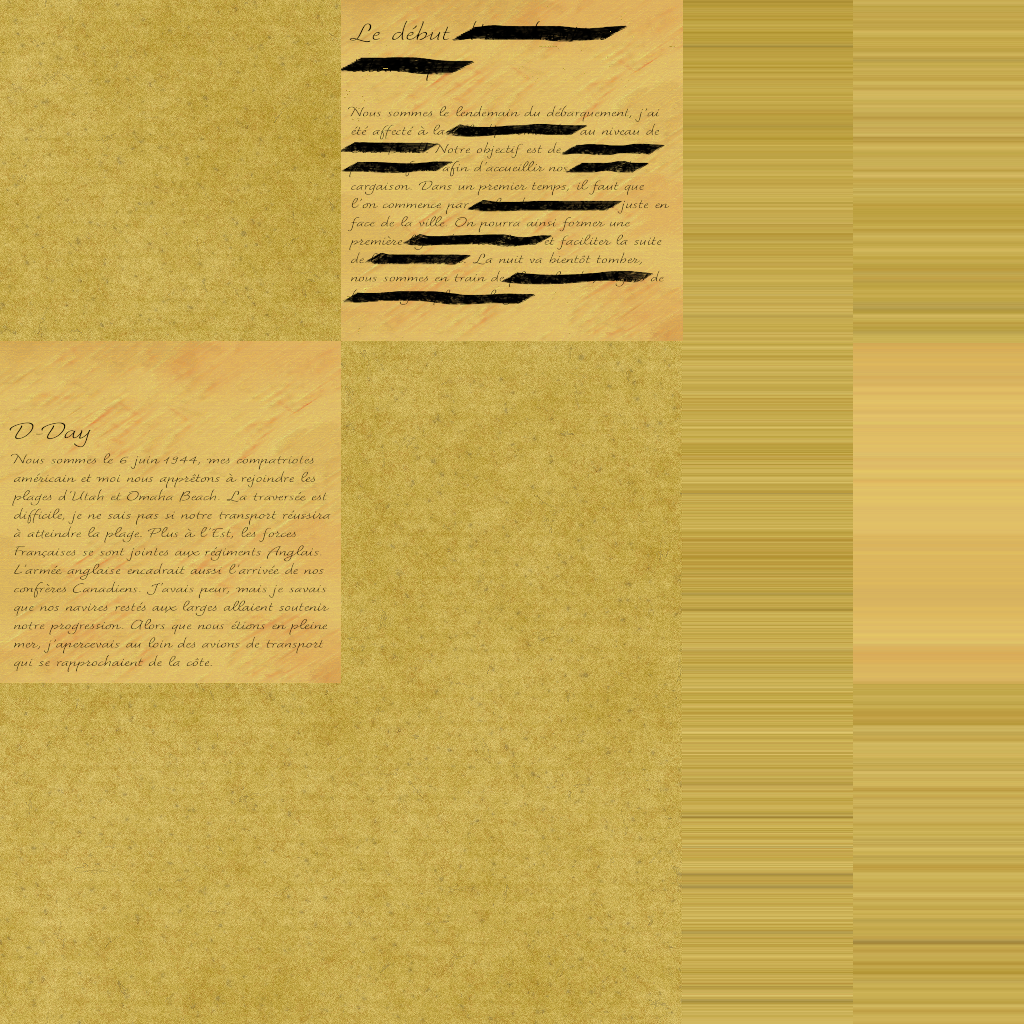 Le début
Nous sommes le lendemain du débarquement, j'ai
été affecté à la au niveau de
Notre objectif est de
afin d'accueillir nos
cargaison. Dans un premier temps, il faut que
l'on commence par juste en
face de la ville. On pourra ainsi former une
première et faciliter la suite
de . La nuit va bientôt tomber,
nous sommes en train de de
D-Day
Nous sommes le 6 juin 1944, mes compatriotes
américain et moi nous apprêtons à rejoindre les
plages d'Utah et Omaha Beach. La traversée est
difficile, je ne sais pas si notre transport réussira
à atteindre la plage. Plus à l'Est, les forces
Françaises se sont jointes aux régiments Anglais.
L'armée anglaise encadrait aussi l'arrivée de nos
confrères Canadiens. J'avais peur, mais je savais
que nos navires restés aux larges allaient soutenir
notre progression. Alors que nous étions en pleine
mer, j'apercevais au loin des avions de transport
qui se rapprochaient de la côte.